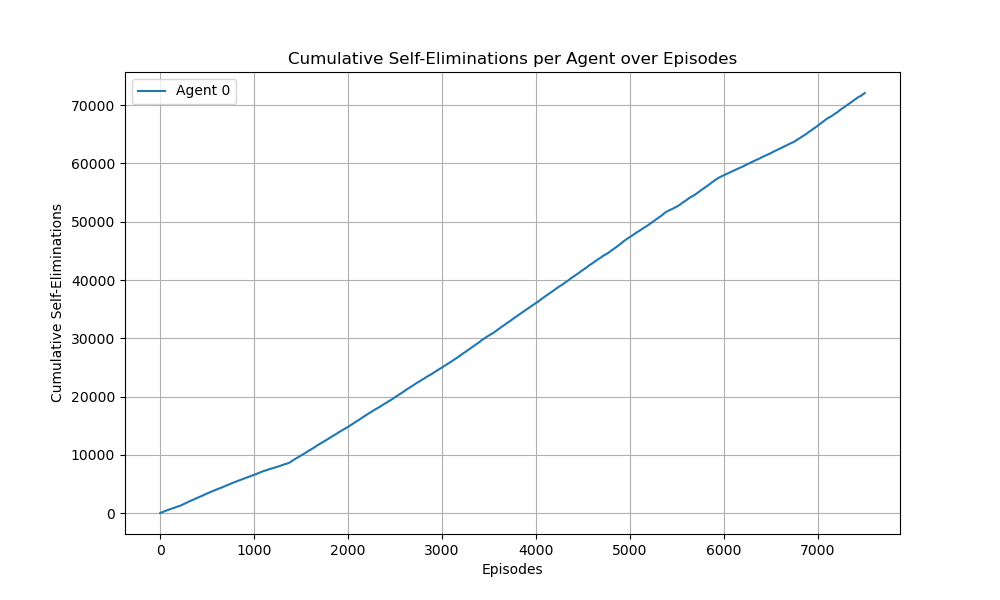 Cumulative Self-Eliminations per Agent over Episodes
Agent 0
Cumulative Self-Eliminations
70000
60000
50000
40000
30000
20000
10000
0
0 1000 2000 3000 4000 5000 6000 7000
Episodes